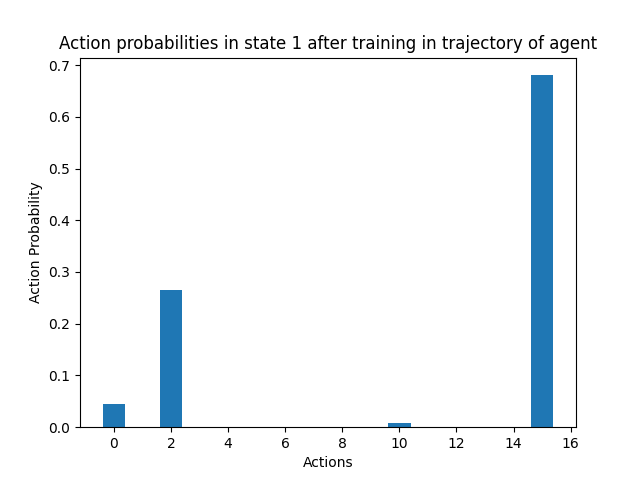 Action probabilities in state 1 after training in trajectory of agent
0.7
0.6
0.5
0.4
0.3
0.2
0.1
0.0
Action Probability
0 2 4 6 8 10 12 14 16
Actions